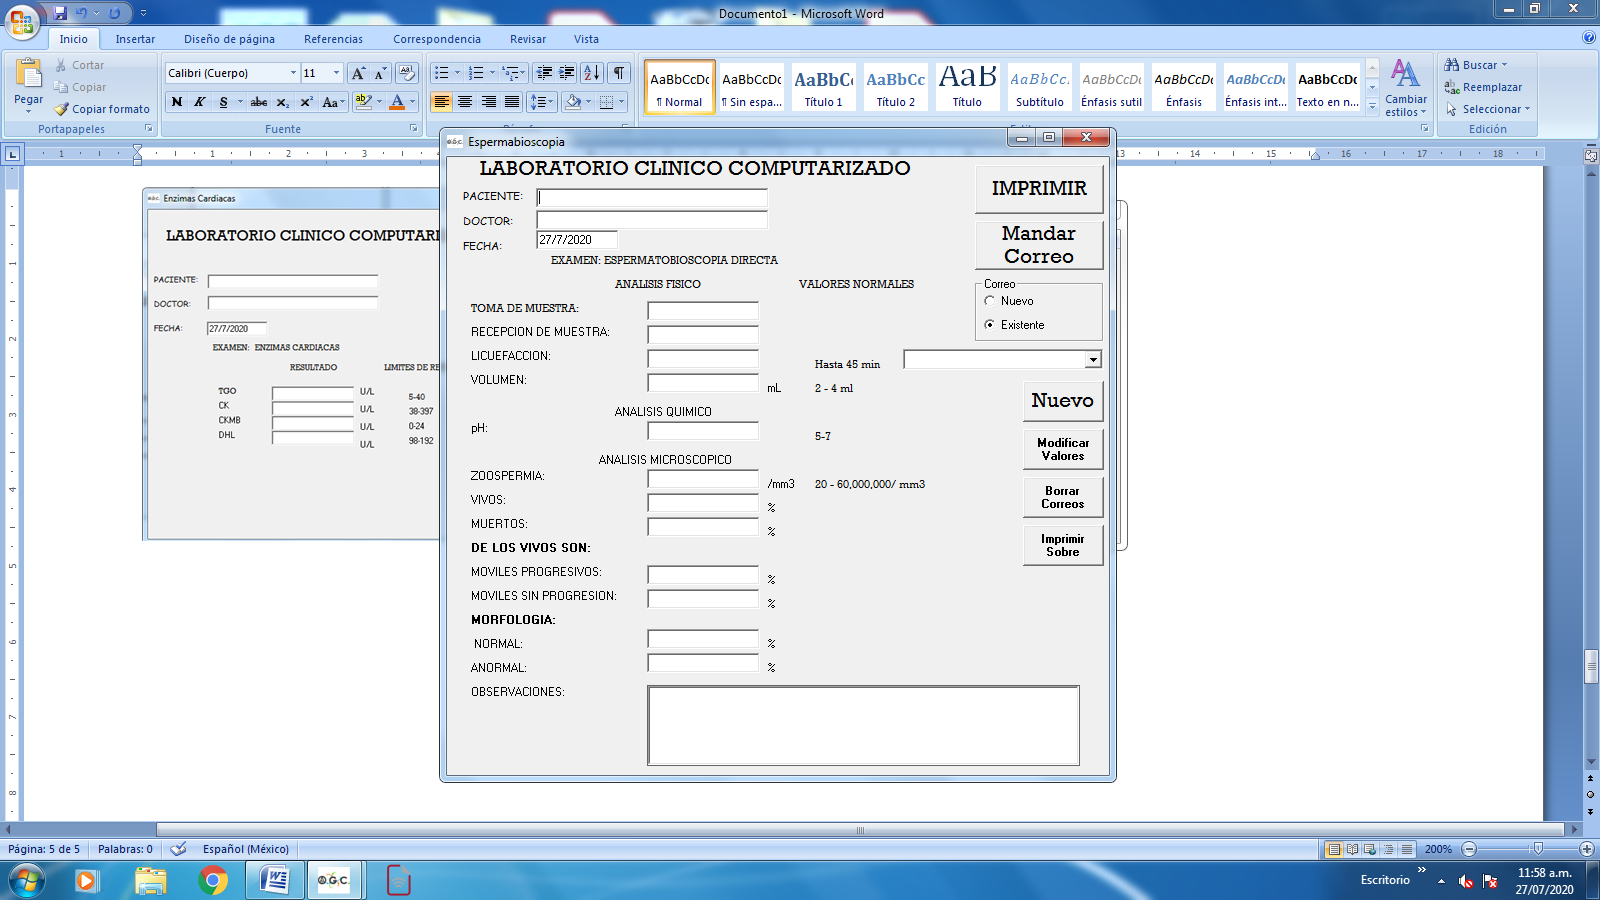 Documento1 - Microsoft Word
Inicio Insertar Diseño de página Referencias Correspondencia Revisar Vista
Pegar
Cortar
Copiar
Copiar formato
Portapapeles
Calibri (Cuerpo) 11
N K S abc x₂ x² Aa
Fuente
AaBbCcDc AaBbCcDc AaBbCc AaBbCc AaB AaBbCc. AaBbCcDc AaBbCcDc AaBbCcDc AaBbCcDc
¶ Normal ¶ Sin espa... Título 1 Título 2 Título Subtítulo Énfasis sutil Énfasis Énfasis int... Texto en n...
Cambiar estilos
Buscar
Reemplazar
Seleccionar
Edición
Enzimas Cardiacas
LABORATORIO CLINICO COMPUTARI
PACIENTE:
DOCTOR:
FECHA: 27/7/2020
EXAMEN: ENZIMAS CARDIACAS
RESULTADO LIMITES DE RE
TGO U/L 5-40
CK U/L 38-397
CKMB U/L 0-24
DHL U/L 98-192
Espermabioscopia
LABORATORIO CLINICO COMPUTARIZADO
PACIENTE:
DOCTOR:
FECHA: 27/7/2020
EXAMEN: ESPERMATOBIOSCOPIA DIRECTA
ANALISIS FISICO VALORES NORMALES
TOMA DE MUESTRA:
RECEPCION DE MUESTRA:
LICUEFACCION: Hasta 45 min
VOLUMEN: mL 2 - 4 ml
ANALISIS QUIMICO
pH: 5-7
ANALISIS MICROSCOPICO
ZOOSPERMIA: /mm3 20 - 60,000,000/ mm3
VIVOS: %
MUERTOS: %
DE LOS VIVOS SON:
MOVILES PROGRESIVOS: %
MOVILES SIN PROGRESION: %
MORFOLOGIA:
NORMAL: %
ANORMAL: %
OBSERVACIONES:
IMPRIMIR
Mandar
Correo
Correo
Nuevo
Existente
Nuevo
Modificar
Valores
Borrar
Correos
Imprimir
Sobre
Página: 5 de 5 Palabras: 0 Español (México) 200%
O.G.C. Escritorio 11:58 a.m.
27/07/2020